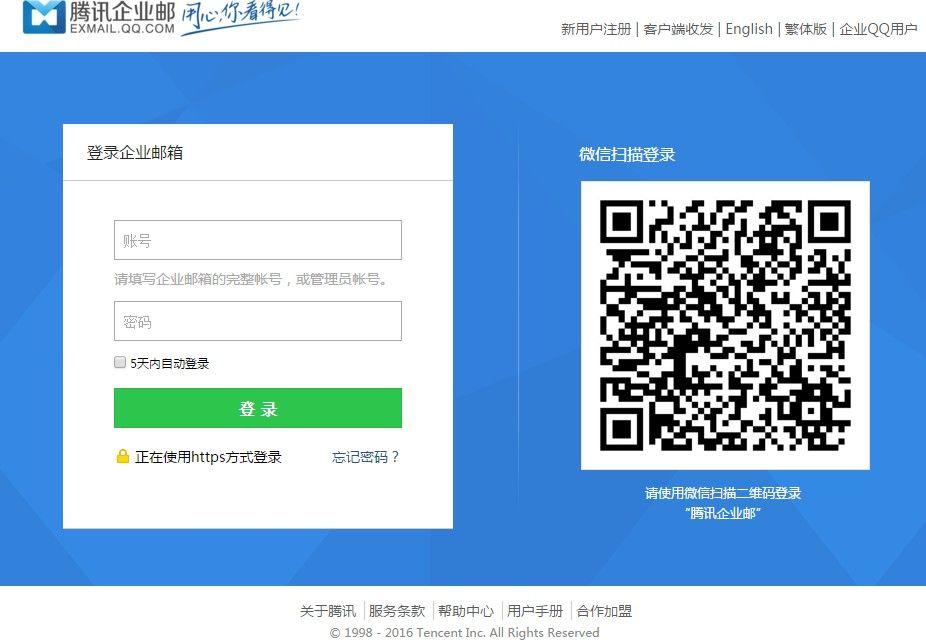 腾讯企业邮
EXMAIL.QQ.COM
用心,你看得见!
新用户注册 | 客户端收发 | English | 繁体版 | 企业QQ用户
登录企业邮箱
账号
请填写企业邮箱的完整帐号，或管理员帐号。
密码
5天内自动登录
登 录
正在使用https方式登录 忘记密码？
微信扫描登录
请使用微信扫描二维码登录
“腾讯企业邮”
关于腾讯 服务条款 帮助中心 用户手册 合作加盟
© 1998 - 2016 Tencent Inc. All Rights Reserved